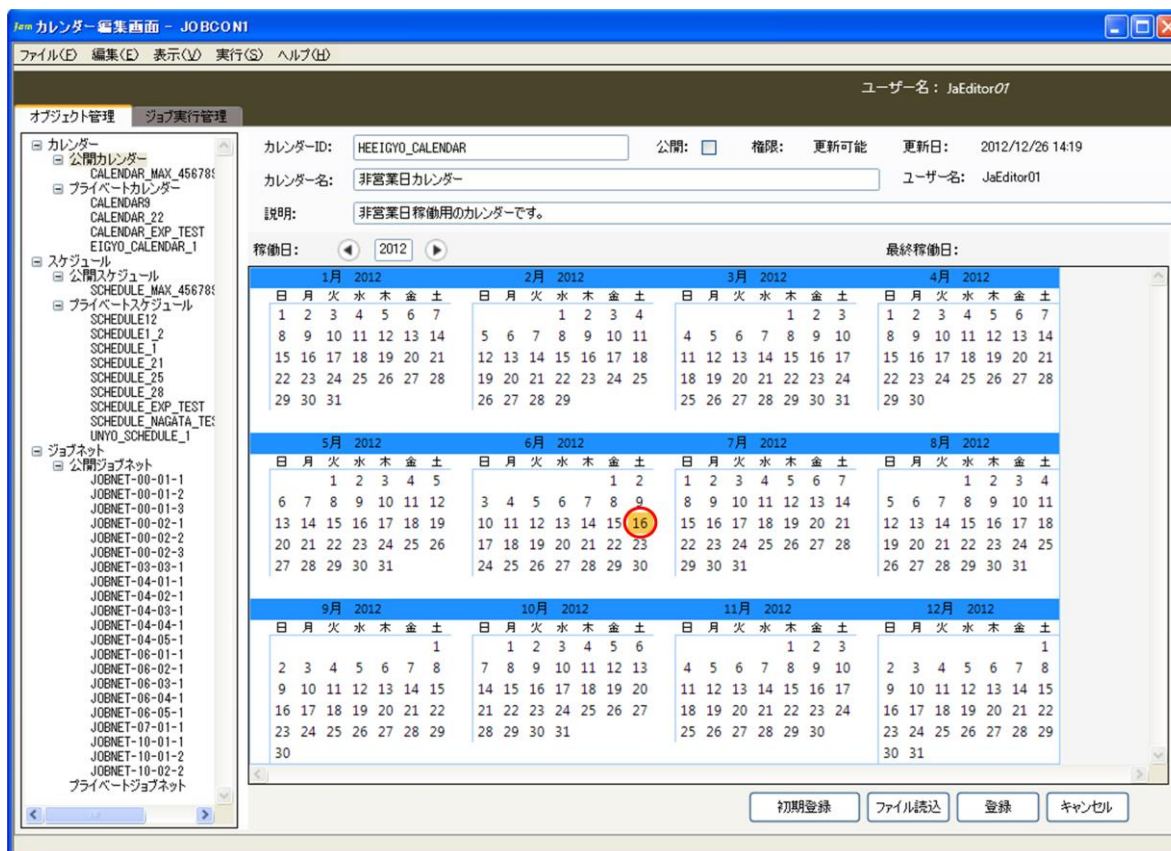 Jam カレンダー編集画面 - JOBCON1
ファイル(F) 編集(E) 表示(V) 実行(S) ヘルプ(H)
ユーザー名 : JaEditor01
オブジェクト管理 ジョブ実行管理
カレンダー
公開カレンダー
CALENDAR_MAX_45678
プライベートカレンダー
CALENDAR9
CALENDAR_22
CALENDAR_EXP_TEST
EIGYO_CALENDAR_1
スケジュール
公開スケジュール
SCHEDULE_MAX_45678
プライベートスケジュール
SCHEDULE12
SCHEDULE1_2
SCHEDULE_1
SCHEDULE_21
SCHEDULE_25
SCHEDULE_28
SCHEDULE_EXP_TEST
SCHEDULE_NAGATA_TE
UNYO_SCHEDULE_1
ジョブネット
公開ジョブネット
JOBNET-00-01-1
JOBNET-00-01-2
JOBNET-00-01-3
JOBNET-00-02-1
JOBNET-00-02-2
JOBNET-00-02-3
JOBNET-03-03-1
JOBNET-04-01-1
JOBNET-04-02-1
JOBNET-04-03-1
JOBNET-04-04-1
JOBNET-04-05-1
JOBNET-06-01-1
JOBNET-06-02-1
JOBNET-06-03-1
JOBNET-06-04-1
JOBNET-06-05-1
JOBNET-07-01-1
JOBNET-10-01-1
JOBNET-10-01-2
JOBNET-10-02-2
プライベートジョブネット
カレンダーID: HEEIGYO_CALENDAR 公開: 権限: 更新可能 更新日: 2012/12/26 14:19
カレンダー名: 非営業日カレンダー ユーザー名: JaEditor01
説明: 非営業日稼働用のカレンダーです。
稼働日: 2012 最終稼働日:
1月 2012 2月 2012 3月 2012 4月 2012
日 月 火 水 木 金 土 日 月 火 水 木 金 土 日 月 火 水 木 金 土 日 月 火 水 木 金 土
1 2 3 4 5 6 7 1 2 3 4 1 2 3 1 2 3 4 5 6 7
8 9 10 11 12 13 14 5 6 7 8 9 10 11 4 5 6 7 8 9 10 8 9 10 11 12 13 14
15 16 17 18 19 20 21 12 13 14 15 16 17 18 11 12 13 14 15 16 17 15 16 17 18 19 20 21
22 23 24 25 26 27 28 19 20 21 22 23 24 25 18 19 20 21 22 23 24 22 23 24 25 26 27 28
29 30 31 26 27 28 29 25 26 27 28 29 30 31 29 30
5月 2012 6月 2012 7月 2012 8月 2012
日 月 火 水 木 金 土 日 月 火 水 木 金 土 日 月 火 水 木 金 土 日 月 火 水 木 金 土
1 2 3 4 5 1 2 1 2 3 4 5 6 7 1 2 3 4
6 7 8 9 10 11 12 3 4 5 6 7 8 9 8 9 10 11 12 13 14 5 6 7 8 9 10 11
13 14 15 16 17 18 19 10 11 12 13 14 15 16 15 16 17 18 19 20 21 12 13 14 15 16 17 18
20 21 22 23 24 25 26 17 18 19 20 21 22 23 22 23 24 25 26 27 28 19 20 21 22 23 24 25
27 28 29 30 31 24 25 26 27 28 29 30 29 30 31 26 27 28 29 30 31
9月 2012 10月 2012 11月 2012 12月 2012
日 月 火 水 木 金 土 日 月 火 水 木 金 土 日 月 火 水 木 金 土 日 月 火 水 木 金 土
1 1 2 3 4 5 6 1 2 3 1
2 3 4 5 6 7 8 7 8 9 10 11 12 13 4 5 6 7 8 9 10 2 3 4 5 6 7 8
9 10 11 12 13 14 15 14 15 16 17 18 19 20 11 12 13 14 15 16 17 9 10 11 12 13 14 15
16 17 18 19 20 21 22 21 22 23 24 25 26 27 18 19 20 21 22 23 24 16 17 18 19 20 21 22
23 24 25 26 27 28 29 28 29 30 31 25 26 27 28 29 30 23 24 25 26 27 28 29
30 30 31
初期登録 ファイル読込 登録 キャンセル